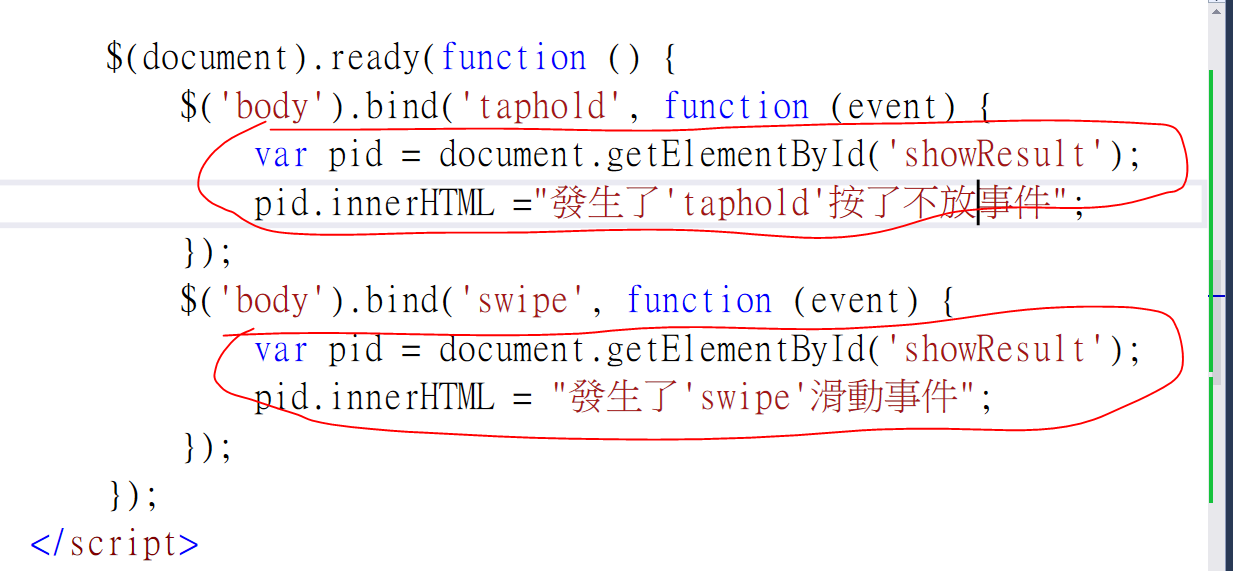 $(document).ready(function () {
$('body').bind('taphold', function (event) {
var pid = document.getElementById('showResult');
pid.innerHTML ="發生了'taphold'按了不放事件";
});
$('body').bind('swipe', function (event) {
var pid = document.getElementById('showResult');
pid.innerHTML = "發生了'swipe'滑動事件";
});
});
</script>